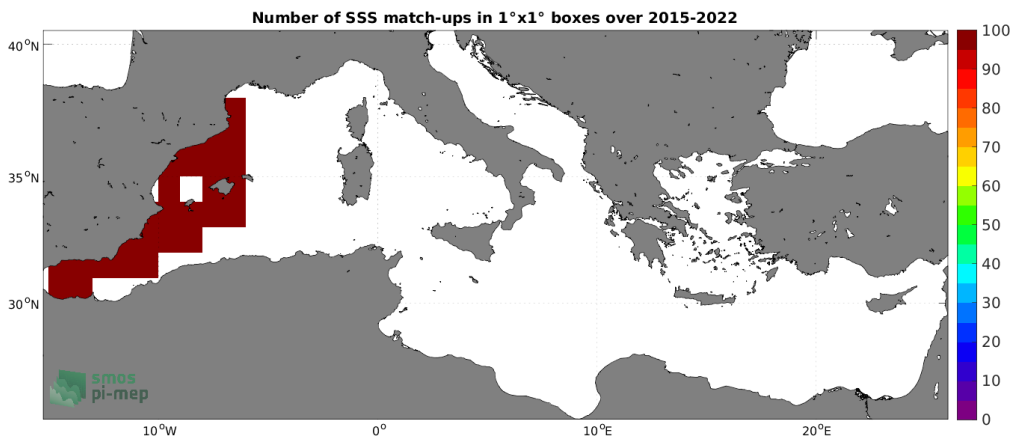 Number of SSS match-ups in 1°x1° boxes over 2015-2022
40°N
35°N
30°N
10°W
0°
10°E
20°E
100
90
80
70
60
50
40
30
20
10
0
smos
pi-mep